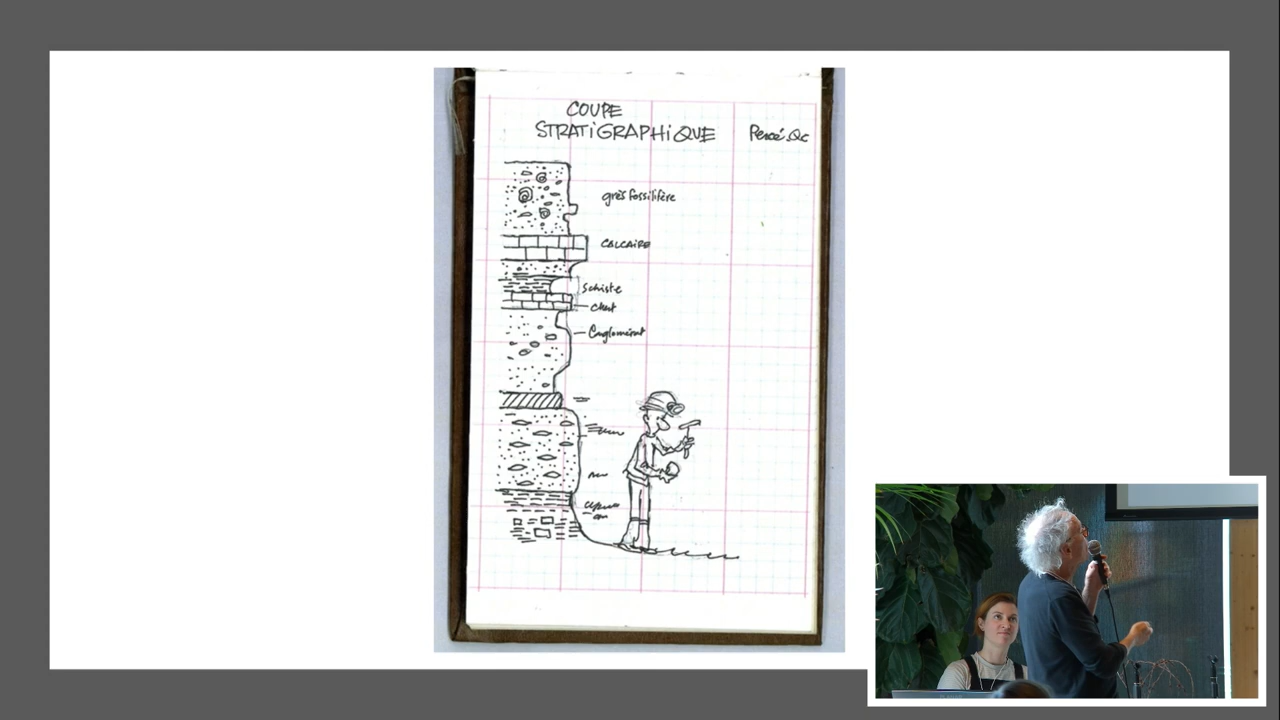 COUPE
STRATIGRAPHIQUE
Percé, Qc
grès fossilifère
CALCAIRE
Schiste
chert
Conglomérat